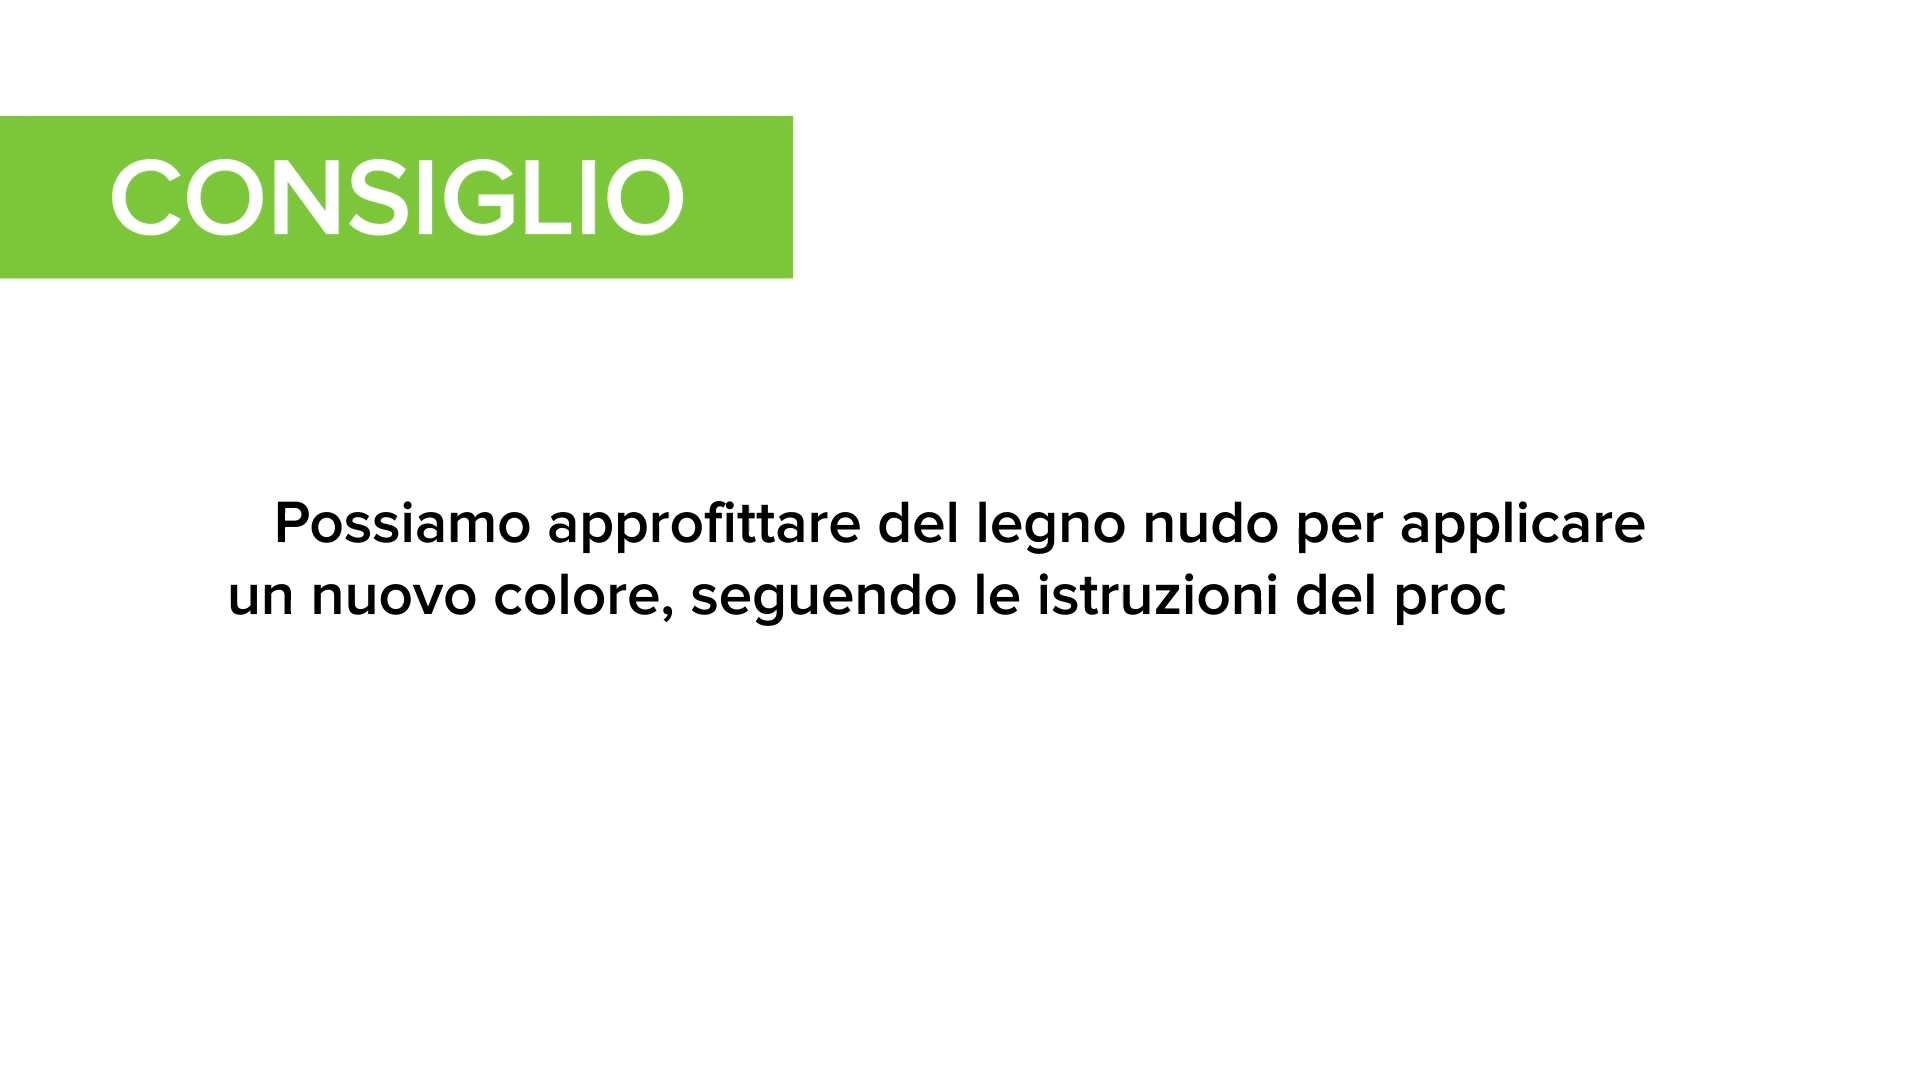 CONSIGLIO
Possiamo approfittare del legno nudo per applicare
un nuovo colore, seguendo le istruzioni del